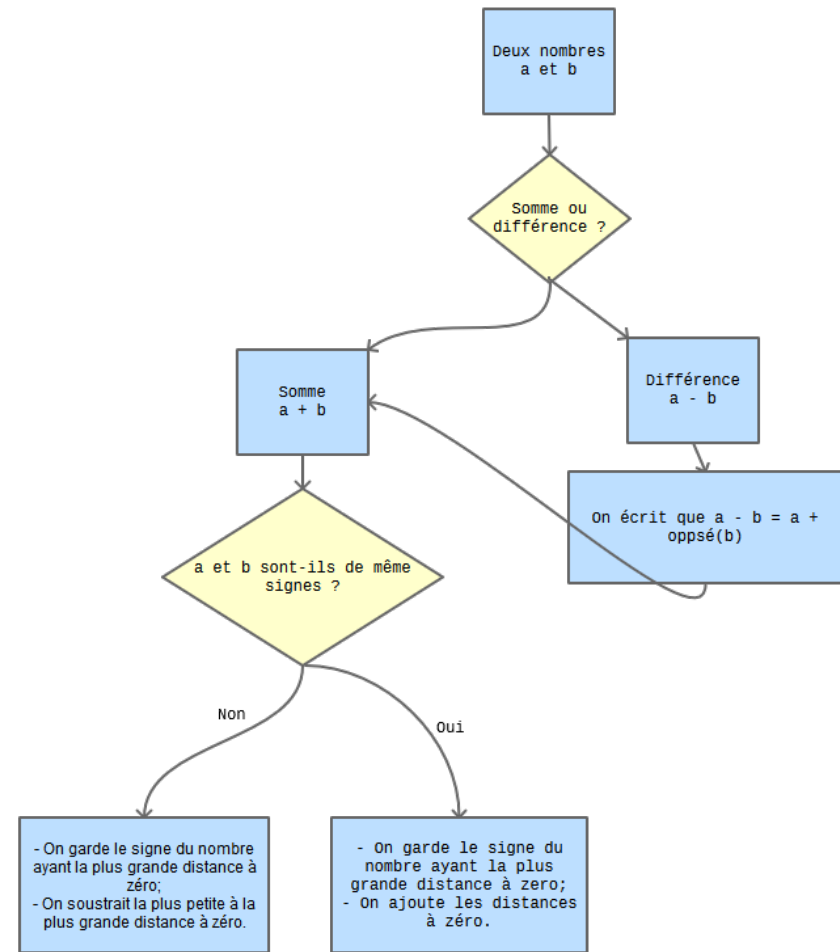 Deux nombres
a et b
Somme ou
différence ?
Somme
a + b
Différence
a - b
On écrit que a - b = a +
oppsé(b)
a et b sont-ils de même
signes ?
Non
Oui
- On garde le signe du nombre
ayant la plus grande distance à
zéro;
- On soustrait la plus petite à la
plus grande distance à zéro.
- On garde le signe du
nombre ayant la plus
grande distance à zero;
- On ajoute les distances
à zéro.